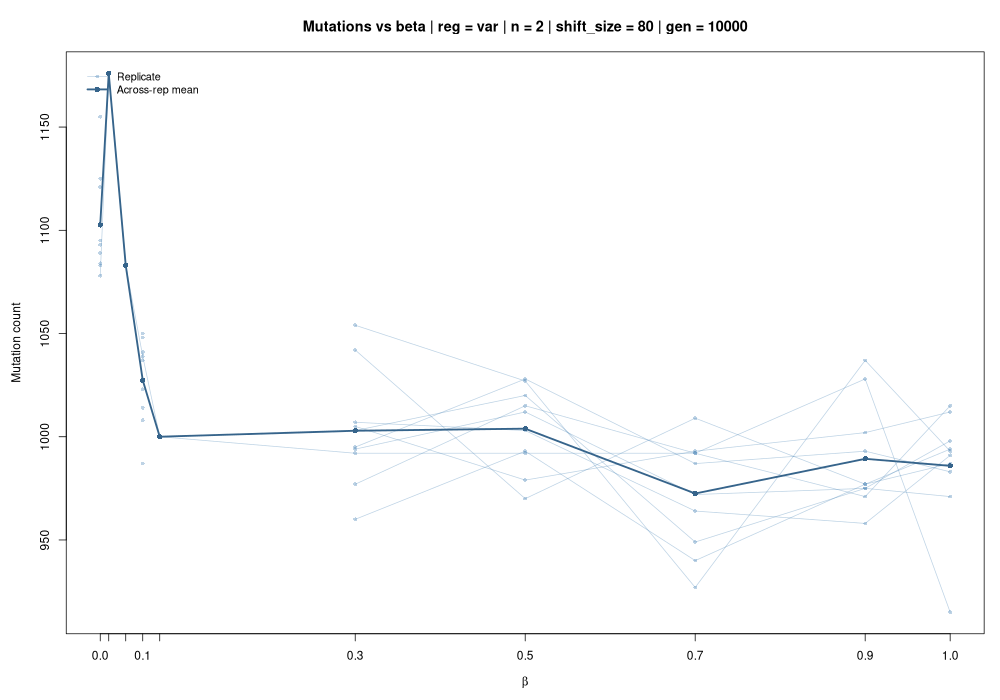 Mutations vs beta | reg = var | n = 2 | shift_size = 80 | gen = 10000
Replicate
Across-rep mean
Mutation count
1150
1100
1050
1000
950
0.0 0.1 0.3 0.5 0.7 0.9 1.0
β